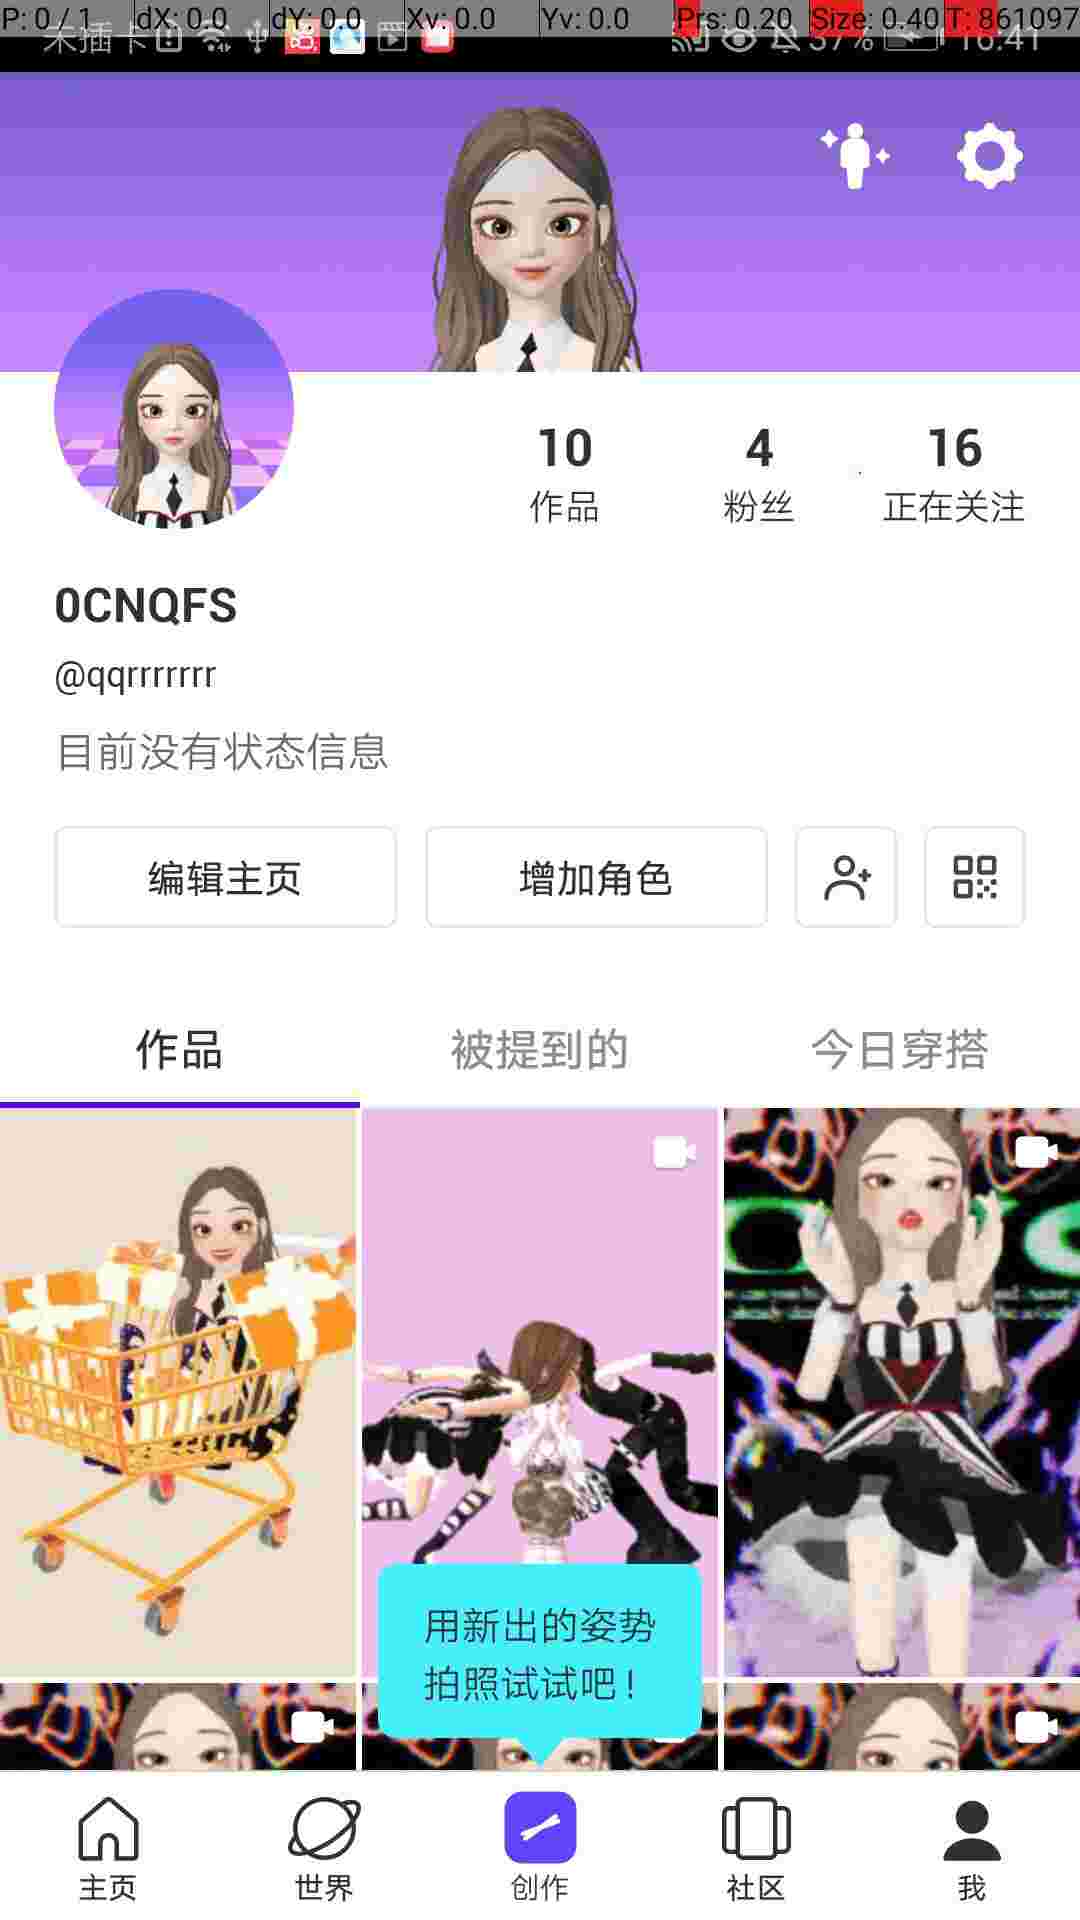 P: 0 / 1 dX: 0.0 dY: 0.0 Xv: 0.0 Yv: 0.0 Prs: 0.20 Size: 0.40 T: 861097
未插卡 37% 16:41
10 4 16
作品 粉丝 正在关注
0CNQFS
@qqrrrrrrr
目前没有状态信息
编辑主页 增加角色
作品 被提到的 今日穿搭
用新出的姿势
拍照试试吧！
主页 世界 创作 社区 我